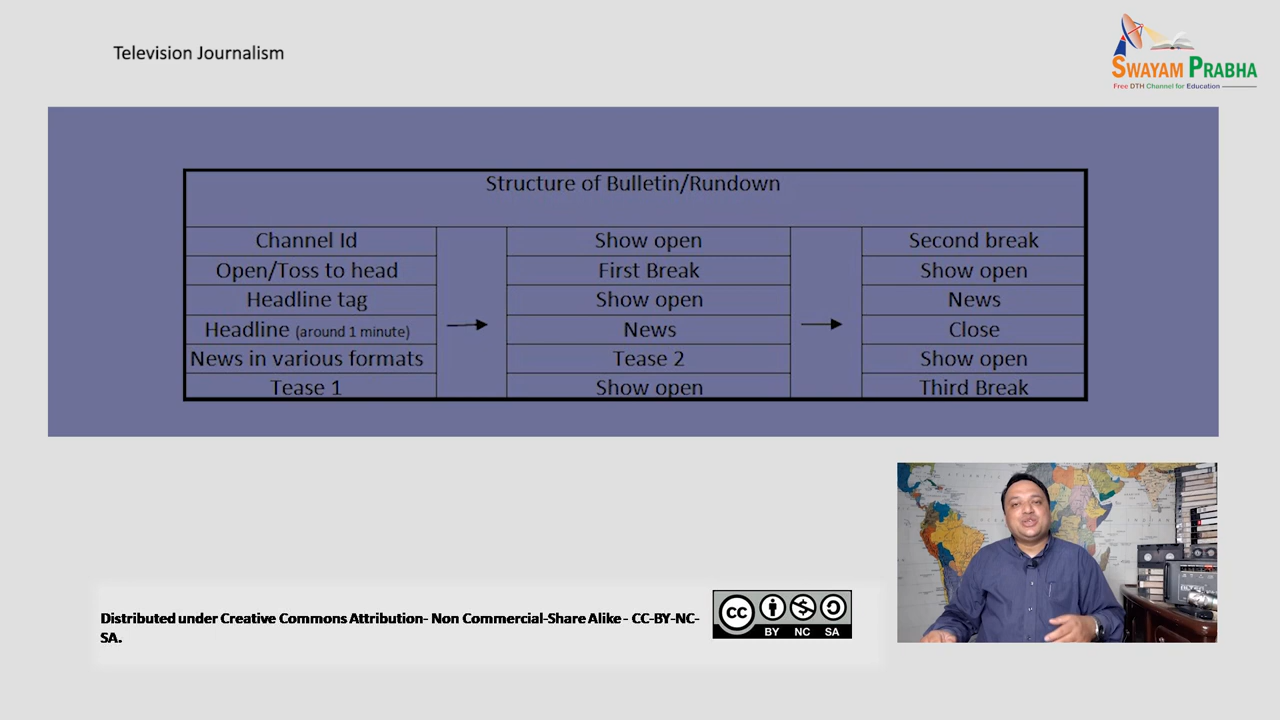 Television Journalism
SWAYAM PRABHA
Free DTH Channel for Education
Structure of Bulletin/Rundown
Channel Id
Open/Toss to head
Headline tag
Headline (around 1 minute)
News in various formats
Tease 1
Show open
First Break
Show open
News
Tease 2
Show open
Second break
Show open
News
Close
Show open
Third Break
Distributed under Creative Commons Attribution- Non Commercial-Share Alike - CC-BY-NC-
SA.
CC
BY NC SA